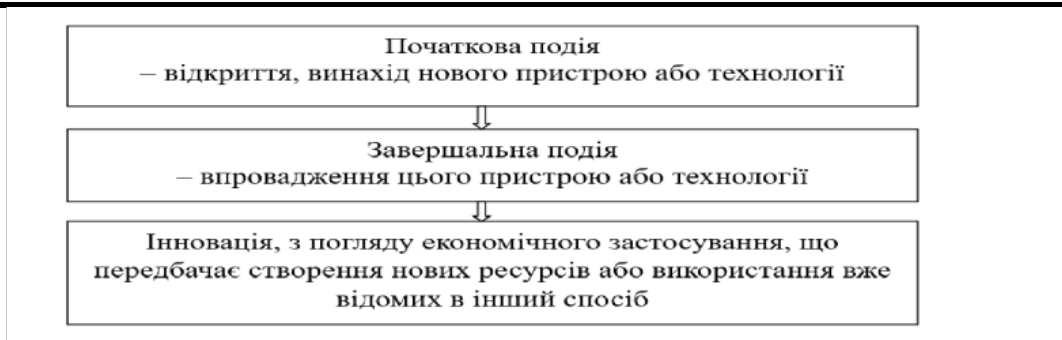 Початкова подія
– відкриття, винахід нового пристрою або технології
Завершальна подія
– впровадження цього пристрою або технології
Інновація, з погляду економічного застосування, що
передбачає створення нових ресурсів або використання вже
відомих в інший спосіб